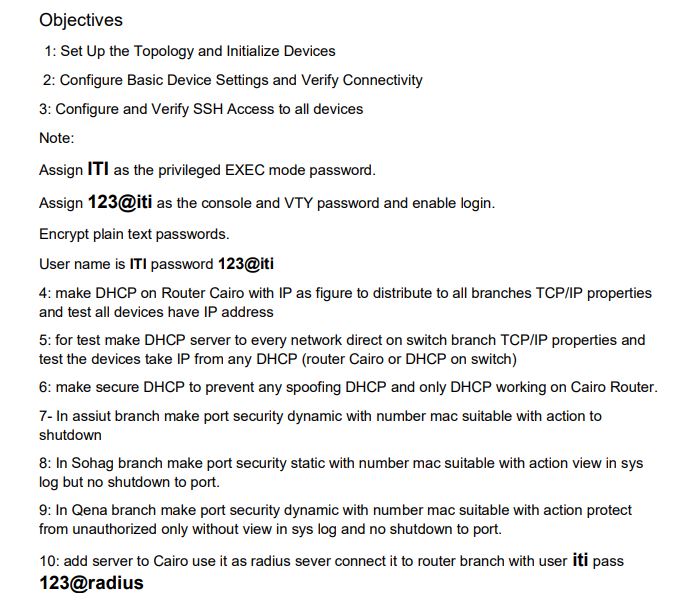 Objectives
1: Set Up the Topology and Initialize Devices
2: Configure Basic Device Settings and Verify Connectivity
3: Configure and Verify SSH Access to all devices
Note:
Assign ITI as the privileged EXEC mode password.
Assign 123@iti as the console and VTY password and enable login.
Encrypt plain text passwords.
User name is ITI password 123@iti
4: make DHCP on Router Cairo with IP as figure to distribute to all branches TCP/IP properties
and test all devices have IP address
5: for test make DHCP server to every network direct on switch branch TCP/IP properties and
test the devices take IP from any DHCP (router Cairo or DHCP on switch)
6: make secure DHCP to prevent any spoofing DHCP and only DHCP working on Cairo Router.
7- In assiut branch make port security dynamic with number mac suitable with action to
shutdown
8: In Sohag branch make port security static with number mac suitable with action view in sys
log but no shutdown to port.
9: In Qena branch make port security dynamic with number mac suitable with action protect
from unauthorized only without view in sys log and no shutdown to port.
10: add server to Cairo use it as radius sever connect it to router branch with user iti pass
123@radius